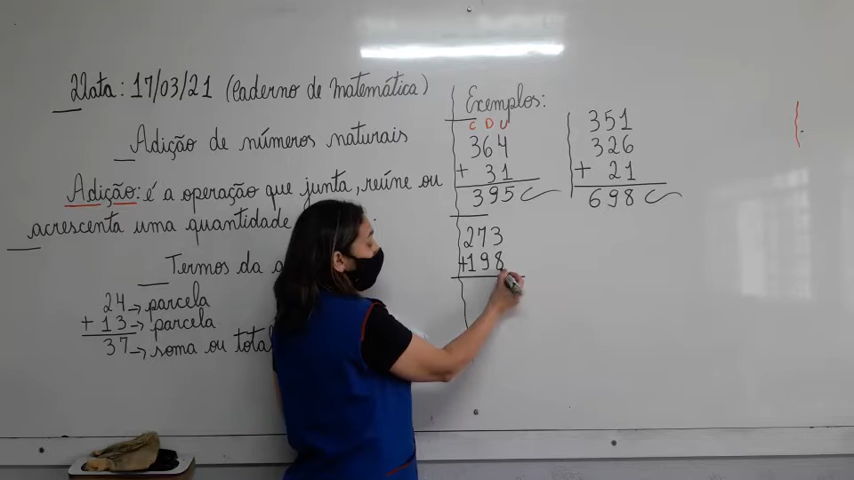 Data: 17/03/21 (Caderno de Matemática)
Adição de números naturais
Adição: é a operação que junta, reúne ou
acrescenta uma quantidade
Termos da a
24 → parcela
+ 13 → parcela
37 → soma ou total
Exemplos:
C D U
364
+ 31
395
273
+198
351
326
+ 21
698